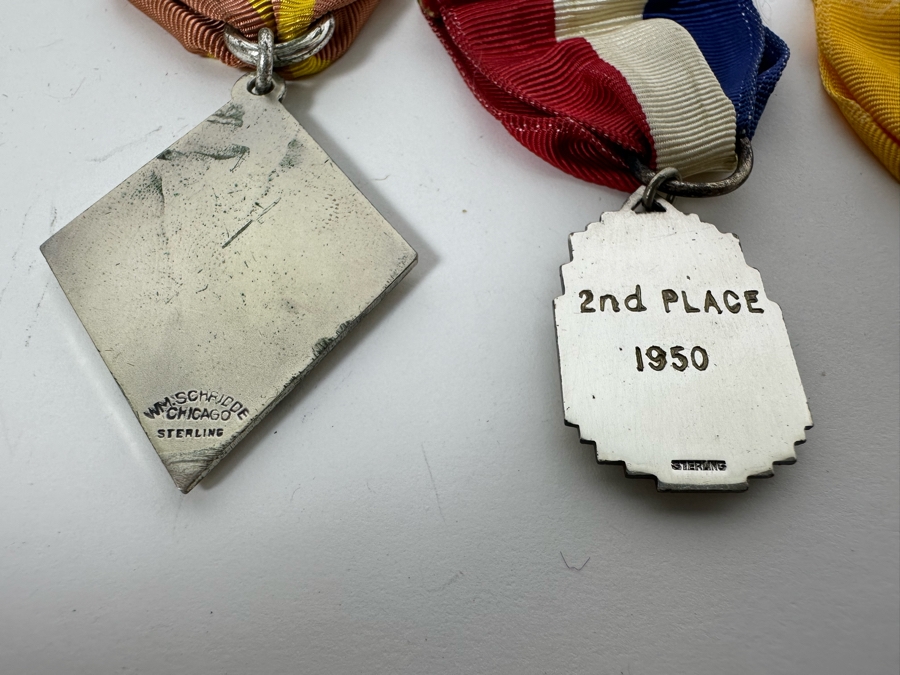 WM. SCHRIDDE
CHICAGO
STERLING
2nd PLACE
1950
STERLING